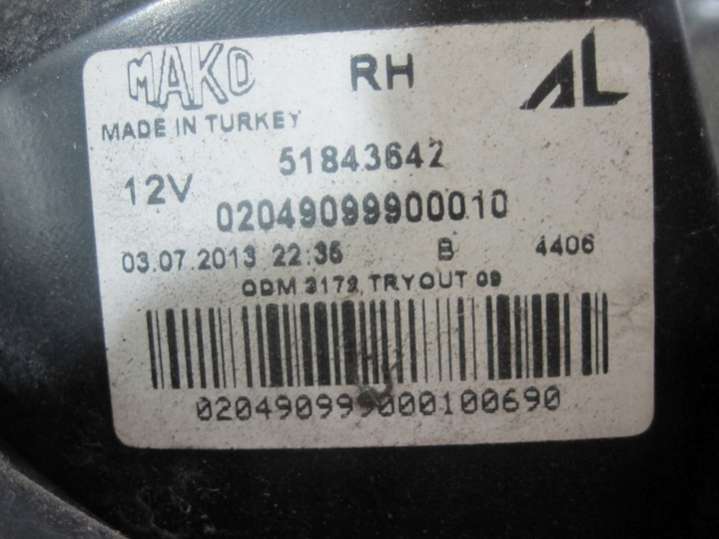 MAKO RH AL
MADE IN TURKEY
51843642
12V
02049099900010
03.07.2013 22:35 B 4406
ODM 3179 TRYOUT 09
020490999000100690